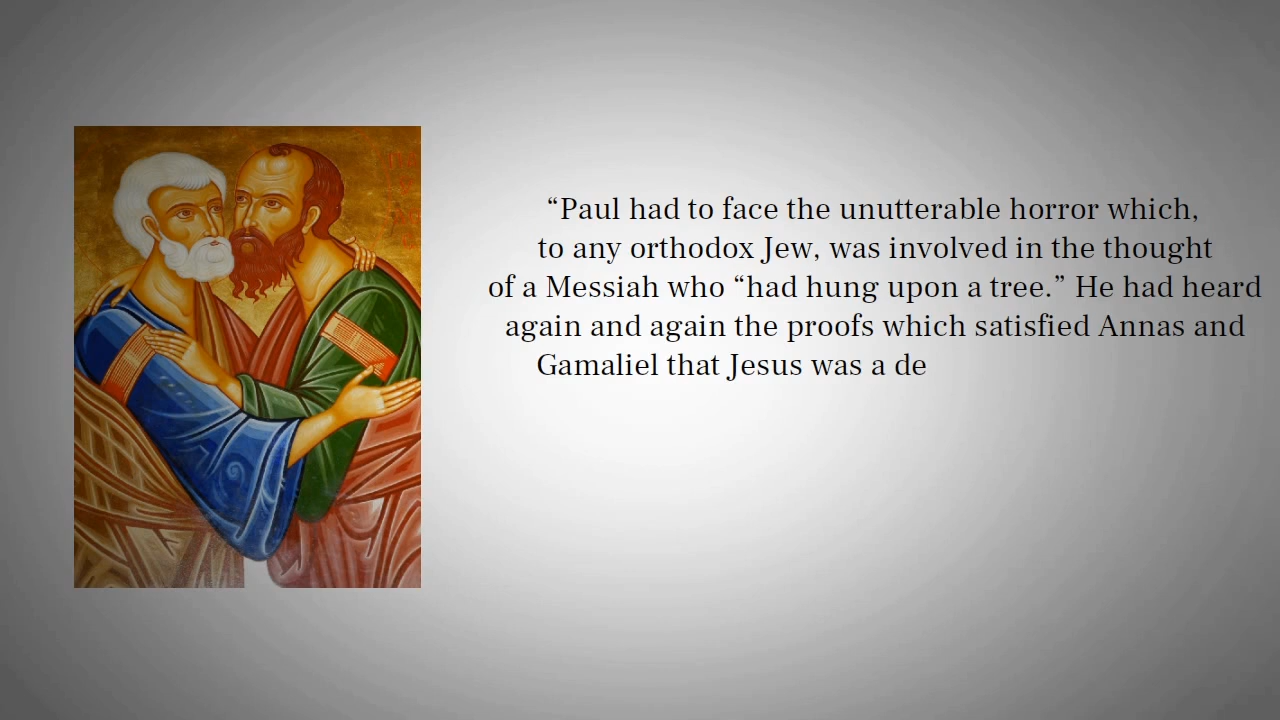 “Paul had to face the unutterable horror which,
to any orthodox Jew, was involved in the thought
of a Messiah who “had hung upon a tree.” He had heard
again and again the proofs which satisfied Annas and
Gamaliel that Jesus was a de